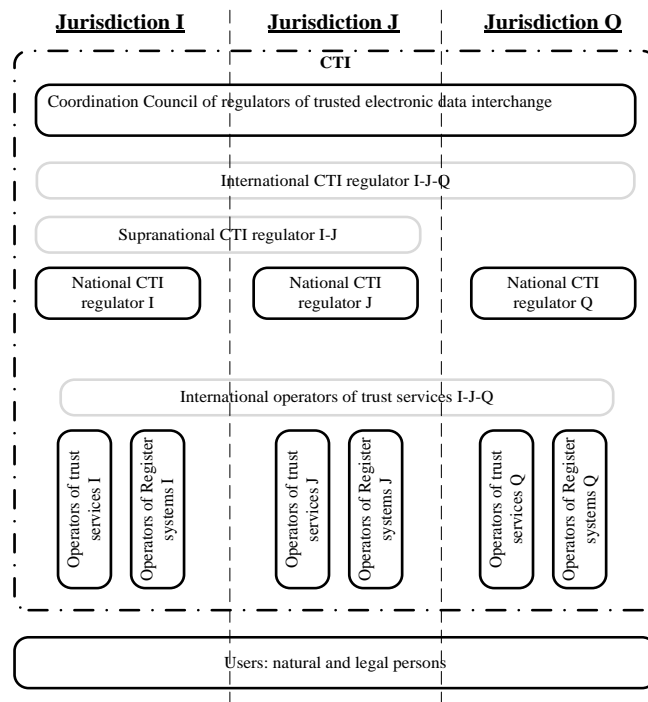 Jurisdiction I
Jurisdiction J
Jurisdiction Q
CTI
Coordination Council of regulators of trusted electronic data interchange
International CTI regulator I-J-Q
Supranational CTI regulator I-J
National CTI
regulator I
National CTI
regulator J
National CTI
regulator Q
International operators of trust services I-J-Q
Operators of trust
services I
Operators of Register
systems I
Operators of trust
services J
Operators of Register
systems J
Operators of trust
services Q
Operators of Register
systems Q
Users: natural and legal persons